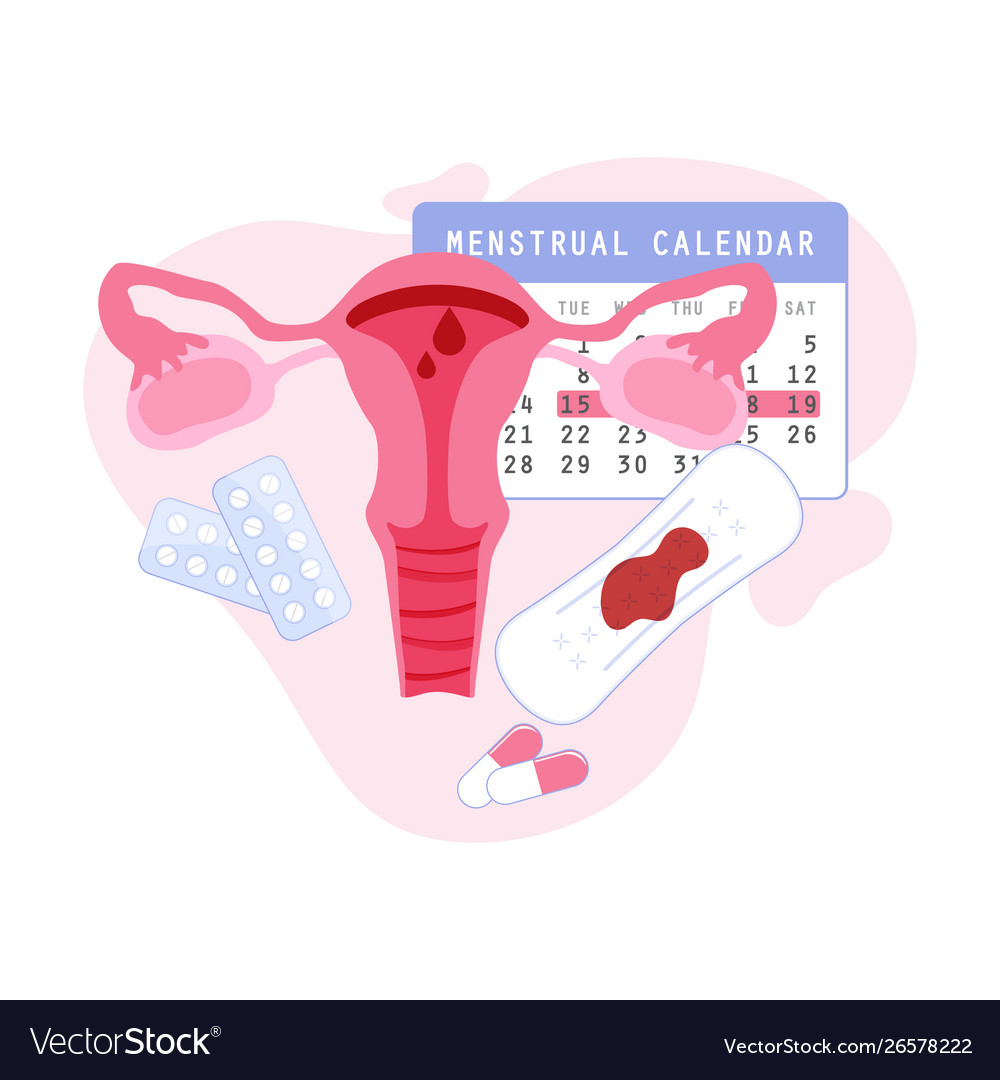 MENSTRUAL CALENDAR
TUE THU SAT
1 5
8 12
15 19
21 22 23 26
28 29 30 31
VectorStock®
VectorStock.com/26578222